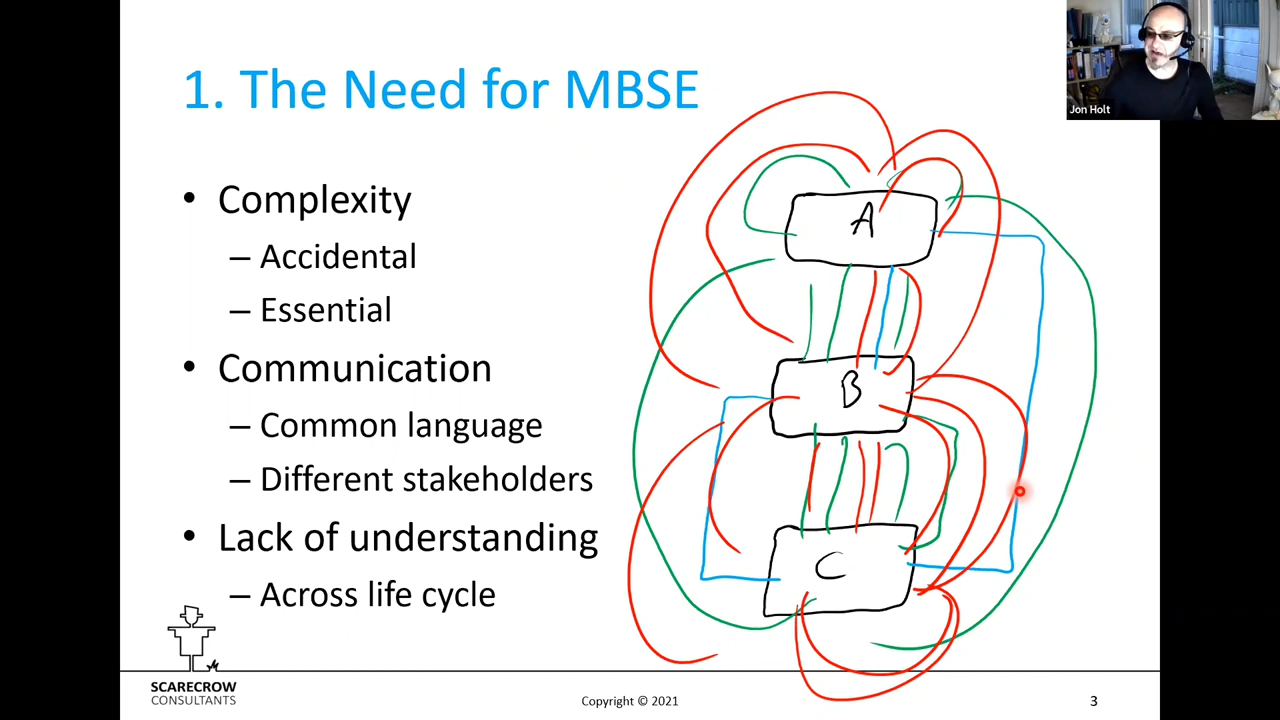 1. The Need for MBSE
• Complexity
– Accidental
– Essential
• Communication
– Common language
– Different stakeholders
• Lack of understanding
– Across life cycle
A
B
C
Jon Holt
SCARECROW
CONSULTANTS
Copyright © 2021
3